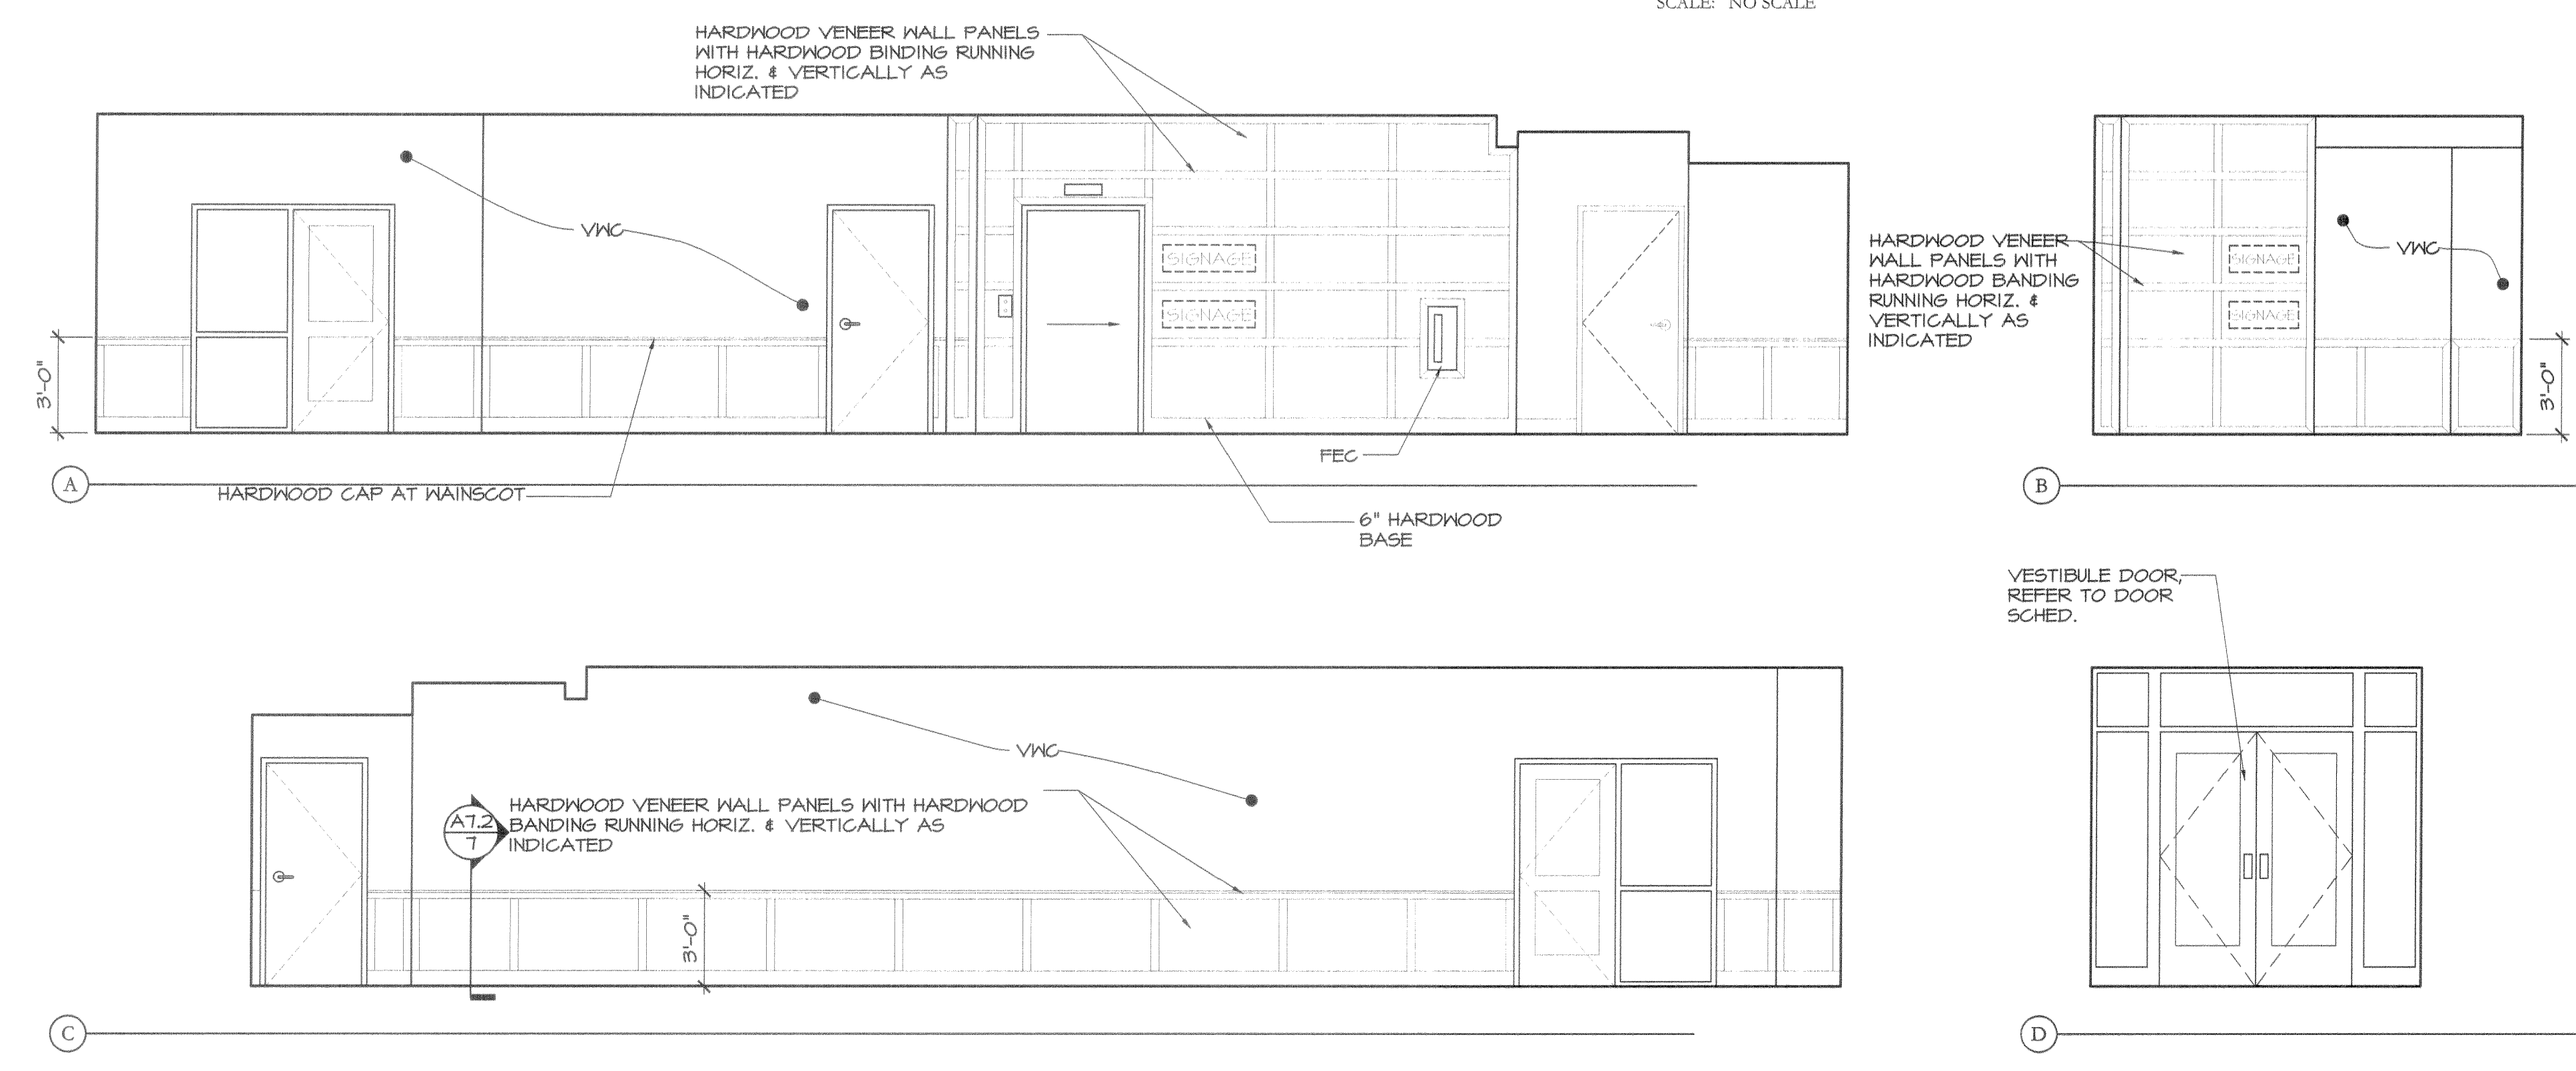 SCALE: NO SCALE
HARDWOOD VENEER WALL PANELS
WITH HARDWOOD BINDING RUNNING
HORIZ. & VERTICALLY AS
INDICATED
VWC
SIGNAGE
SIGNAGE
3'-0"
FEC
A
HARDWOOD CAP AT WAINSCOT
6" HARDWOOD
BASE
HARDWOOD VENEER
WALL PANELS WITH
HARDWOOD BANDING
RUNNING HORIZ. &
VERTICALLY AS
INDICATED
VWC
SIGNAGE
SIGNAGE
3'-0"
B
VWC
A7.2
7
HARDWOOD VENEER WALL PANELS WITH HARDWOOD
BANDING RUNNING HORIZ. & VERTICALLY AS
INDICATED
3'-0"
C
VESTIBULE DOOR,
REFER TO DOOR
SCHED.
D